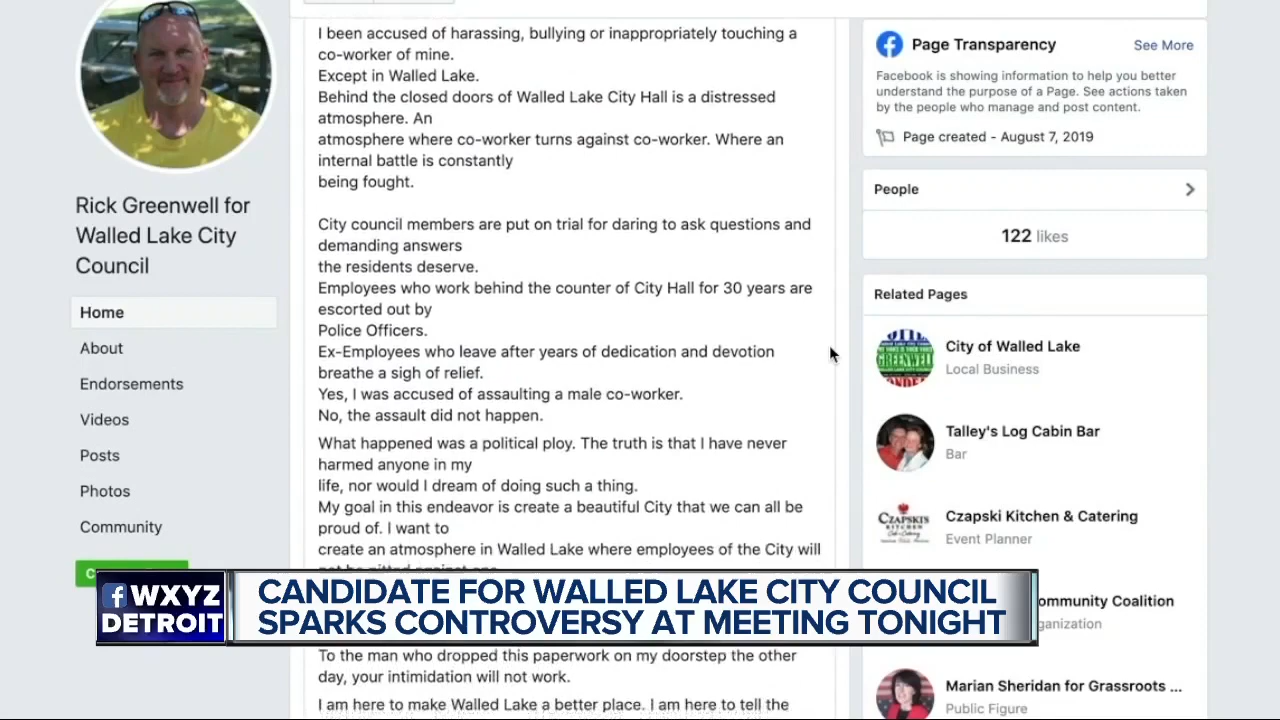 Rick Greenwell for
Walled Lake City
Council
Home
About
Endorsements
Videos
Posts
Photos
Community
I been accused of harassing, bullying or inappropriately touching a
co-worker of mine.
Except in Walled Lake.
Behind the closed doors of Walled Lake City Hall is a distressed
atmosphere. An
atmosphere where co-worker turns against co-worker. Where an
internal battle is constantly
being fought.
City council members are put on trial for daring to ask questions and
demanding answers
the residents deserve.
Employees who work behind the counter of City Hall for 30 years are
escorted out by
Police Officers.
Ex-Employees who leave after years of dedication and devotion
breathe a sigh of relief.
Yes, I was accused of assaulting a male co-worker.
No, the assault did not happen.
What happened was a political ploy. The truth is that I have never
harmed anyone in my
life, nor would I dream of doing such a thing.
My goal in this endeavor is create a beautiful City that we can all be
proud of. I want to
create an atmosphere in Walled Lake where employees of the City will
To the man who dropped this paperwork on my doorstep the other
day, your intimidation will not work.
I am here to make Walled Lake a better place. I am here to tell the
Page Transparency
See More
Facebook is showing information to help you better
understand the purpose of a Page. See actions taken
by the people who manage and post content.
Page created - August 7, 2019
People
122 likes
Related Pages
GREENWELL
City of Walled Lake
Local Business
Talley's Log Cabin Bar
Bar
CZAPSKI'S
KITCHEN
Czapski Kitchen & Catering
Event Planner
ommunity Coalition
ganization
Marian Sheridan for Grassroots ...
Public Figure
f WXYZ
DETROIT
CANDIDATE FOR WALLED LAKE CITY COUNCIL
SPARKS CONTROVERSY AT MEETING TONIGHT